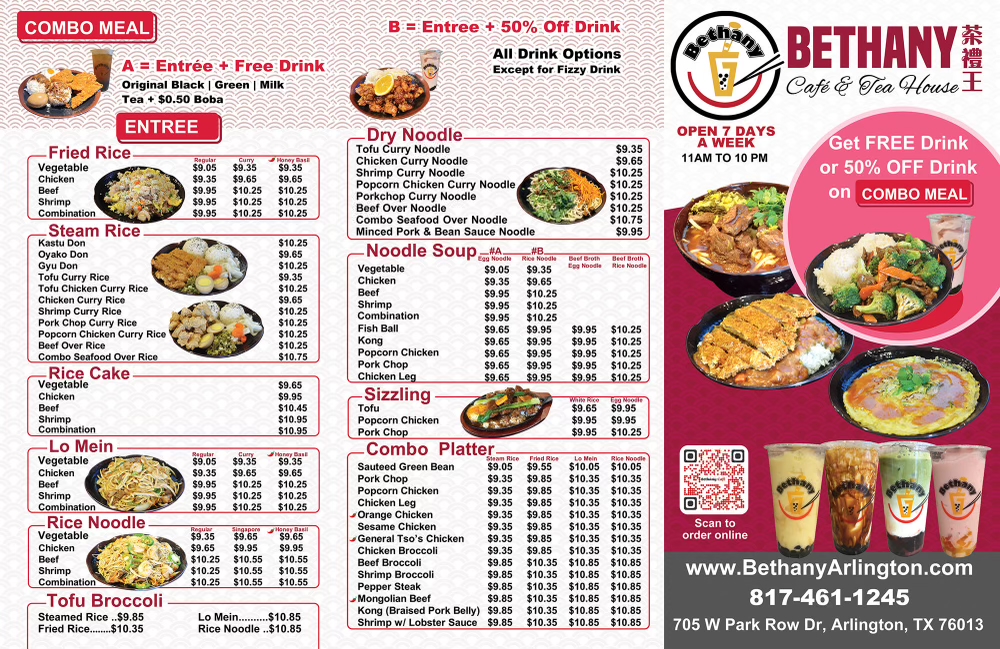 COMBO MEAL
A = Entrée + Free Drink
Original Black | Green | Milk
Tea + $0.50 Boba
B = Entree + 50% Off Drink
All Drink Options
Except for Fizzy Drink
ENTREE
Fried Rice
Regular Curry Honey Basil
Vegetable $9.05 $9.35 $9.35
Chicken $9.35 $9.65 $9.65
Beef $9.95 $10.25 $10.25
Shrimp $9.95 $10.25 $10.25
Combination $9.95 $10.25 $10.25
Steam Rice
Kastu Don $10.25
Oyako Don $9.65
Gyu Don $10.25
Tofu Curry Rice $9.35
Tofu Chicken Curry Rice $10.25
Chicken Curry Rice $9.65
Shrimp Curry Rice $10.25
Pork Chop Curry Rice $10.25
Popcorn Chicken Curry Rice $10.25
Beef Over Rice $10.25
Combo Seafood Over Rice $10.75
Rice Cake
Vegetable $9.65
Chicken $9.95
Beef $10.45
Shrimp $10.95
Combination $10.95
Lo Mein
Regular Curry Honey Basil
Vegetable $9.05 $9.35 $9.35
Chicken $9.35 $9.65 $9.65
Beef $9.95 $10.25 $10.25
Shrimp $9.95 $10.25 $10.25
Combination $9.95 $10.25 $10.25
Rice Noodle
Regular Singapore Honey Basil
Vegetable $9.35 $9.65 $9.65
Chicken $9.65 $9.95 $9.95
Beef $10.25 $10.55 $10.55
Shrimp $10.25 $10.55 $10.55
Combination $10.25 $10.55 $10.55
Tofu Broccoli
Steamed Rice ..$9.85 Lo Mein..........$10.85
Fried Rice.......$10.35 Rice Noodle ..$10.85
Dry Noodle
Tofu Curry Noodle $9.35
Chicken Curry Noodle $9.65
Shrimp Curry Noodle $10.25
Popcorn Chicken Curry Noodle $10.25
Porkchop Curry Noodle $10.25
Beef Over Noodle $10.25
Combo Seafood Over Noodle $10.75
Minced Pork & Bean Sauce Noodle $9.95
Noodle Soup
#A #B
Egg Noodle Rice Noodle Beef Broth Egg Noodle Beef Broth Rice Noodle
Vegetable $9.05 $9.35
Chicken $9.35 $9.65
Beef $9.95 $10.25
Shrimp $9.95 $10.25
Combination $9.95 $10.25
Fish Ball $9.65 $9.95 $9.95 $10.25
Kong $9.65 $9.95 $9.95 $10.25
Popcorn Chicken $9.65 $9.95 $9.95 $10.25
Pork Chop $9.65 $9.95 $9.95 $10.25
Chicken Leg $9.65 $9.95 $9.95 $10.25
Sizzling
White Rice Egg Noodle
Tofu $9.65 $9.95
Popcorn Chicken $9.95 $9.95
Pork Chop $9.95 $10.25
Combo Platter
Steam Rice Fried Rice Lo Mein Rice Noodle
Sauteed Green Bean $9.05 $9.55 $10.05 $10.05
Pork Chop $9.35 $9.85 $10.35 $10.35
Popcorn Chicken $9.35 $9.85 $10.35 $10.35
Chicken Leg $9.35 $9.85 $10.35 $10.35
Orange Chicken $9.35 $9.85 $10.35 $10.35
Sesame Chicken $9.35 $9.85 $10.35 $10.35
General Tso's Chicken $9.35 $9.85 $10.35 $10.35
Chicken Broccoli $9.35 $9.85 $10.35 $10.35
Beef Broccoli $9.85 $10.35 $10.85 $10.85
Shrimp Broccoli $9.85 $10.35 $10.85 $10.85
Pepper Steak $9.85 $10.35 $10.85 $10.85
Mongolian Beef $9.85 $10.35 $10.85 $10.85
Kong (Braised Pork Belly) $9.85 $10.35 $10.85 $10.85
Shrimp w/ Lobster Sauce $9.85 $10.35 $10.85 $10.85
Bethany
BETHANY
Café & Tea House
茶禮王
OPEN 7 DAYS
A WEEK
11AM TO 10 PM
Get FREE Drink
or 50% OFF Drink
on COMBO MEAL
Bethany Café
Scan to
order online
Bethany
Bethany
Bethany
Bethany
www.BethanyArlington.com
817-461-1245
705 W Park Row Dr, Arlington, TX 76013